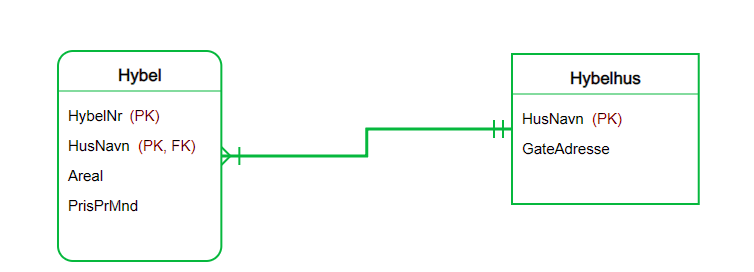 Hybel
HybelNr (PK)
HusNavn (PK, FK)
Areal
PrisPrMnd
Hybelhus
HusNavn (PK)
GateAdresse